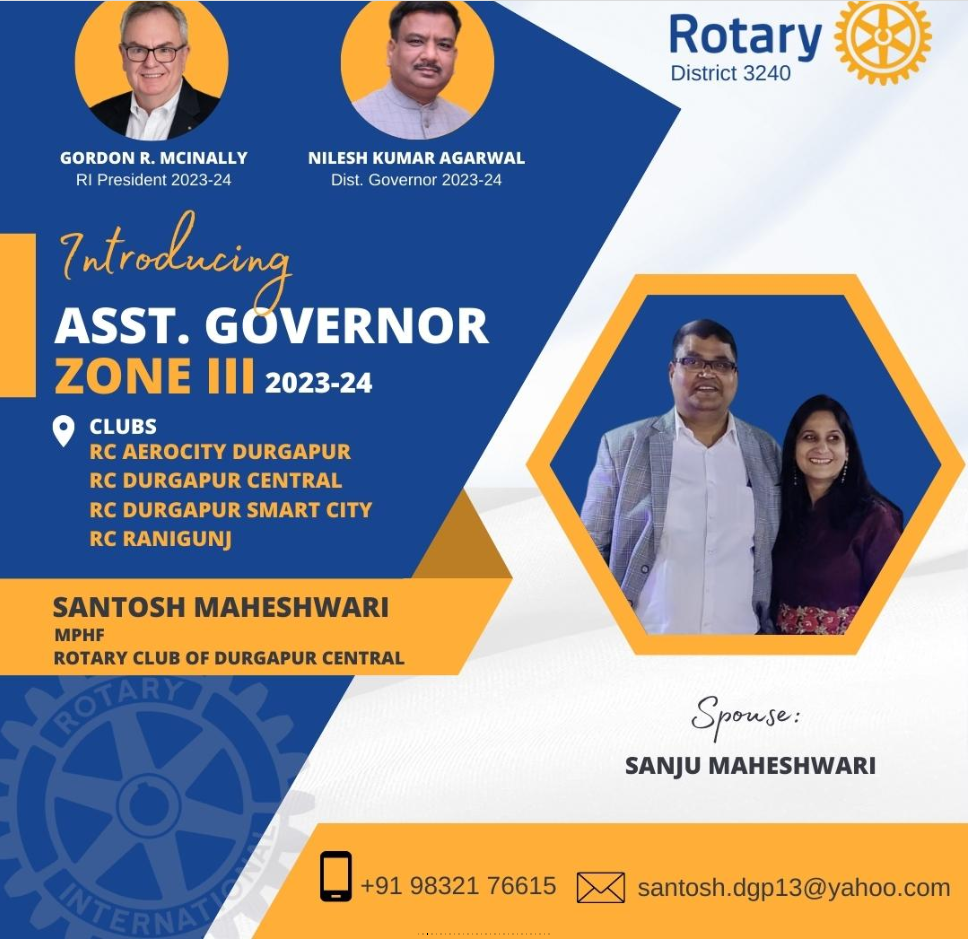 Rotary
District 3240
GORDON R. MCINALLY
RI President 2023-24
NILESH KUMAR AGARWAL
Dist. Governor 2023-24
Introducing
ASST. GOVERNOR
ZONE III 2023-24
CLUBS
RC AEROCITY DURGAPUR
RC DURGAPUR CENTRAL
RC DURGAPUR SMART CITY
RC RANIGUNJ
SANTOSH MAHESHWARI
MPHF
ROTARY CLUB OF DURGAPUR CENTRAL
Spouse:
SANJU MAHESHWARI
ROTARY
INTERNATIONAL
+91 98321 76615
santosh.dgp13@yahoo.com